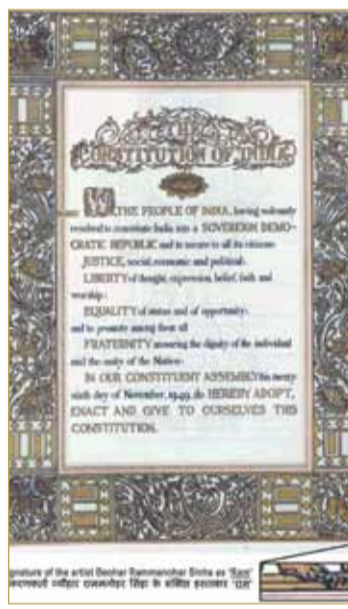 THE
CONSTITUTION OF INDIA
WE, THE PEOPLE OF INDIA, having solemnly
resolved to constitute India into a SOVEREIGN DEMO-
CRATIC REPUBLIC and to secure to all its citizens:
JUSTICE, social, economic and political;
LIBERTY of thought, expression, belief, faith and
worship;
EQUALITY of status and of opportunity;
and to promote among them all
FRATERNITY assuring the dignity of the individual
and the unity of the Nation;
IN OUR CONSTITUENT ASSEMBLY this twenty
sixth day of November, 1949, do HEREBY ADOPT,
ENACT AND GIVE TO OURSELVES THIS
CONSTITUTION.
gnature of the artist Beohar Rammanohar Sinha as 'Ram'
ब्यौहार राममनोहर सिंहा के संक्षिप्त हस्ताक्षर 'राम'